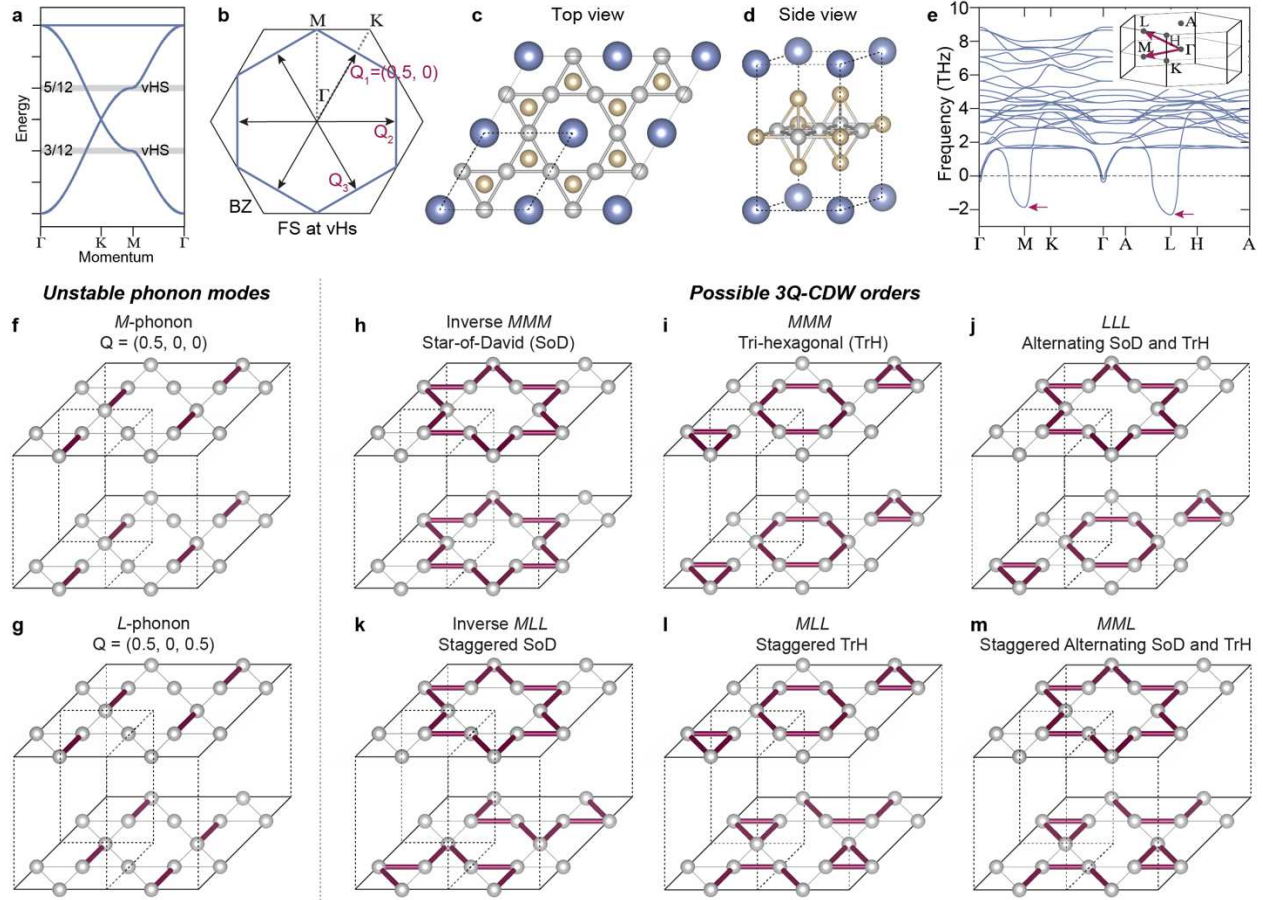 a
Energy
5/12
3/12
vHS
vHS
Γ
K
M
Γ
Momentum
b
M
K
Q1=(0.5, 0)
Γ
Q2
Q3
BZ
FS at vHs
c
Top view
d
Side view
e
Frequency (THz)
10
8
6
4
2
0
−2
Γ
M
K
Γ
A
L
H
A
L
A
H
M
Γ
K
Unstable phonon modes
Possible 3Q-CDW orders
f
M-phonon
Q = (0.5, 0, 0)
h
Inverse MMM
Star-of-David (SoD)
i
MMM
Tri-hexagonal (TrH)
j
LLL
Alternating SoD and TrH
g
L-phonon
Q = (0.5, 0, 0.5)
k
Inverse MLL
Staggered SoD
l
MLL
Staggered TrH
m
MML
Staggered Alternating SoD and TrH